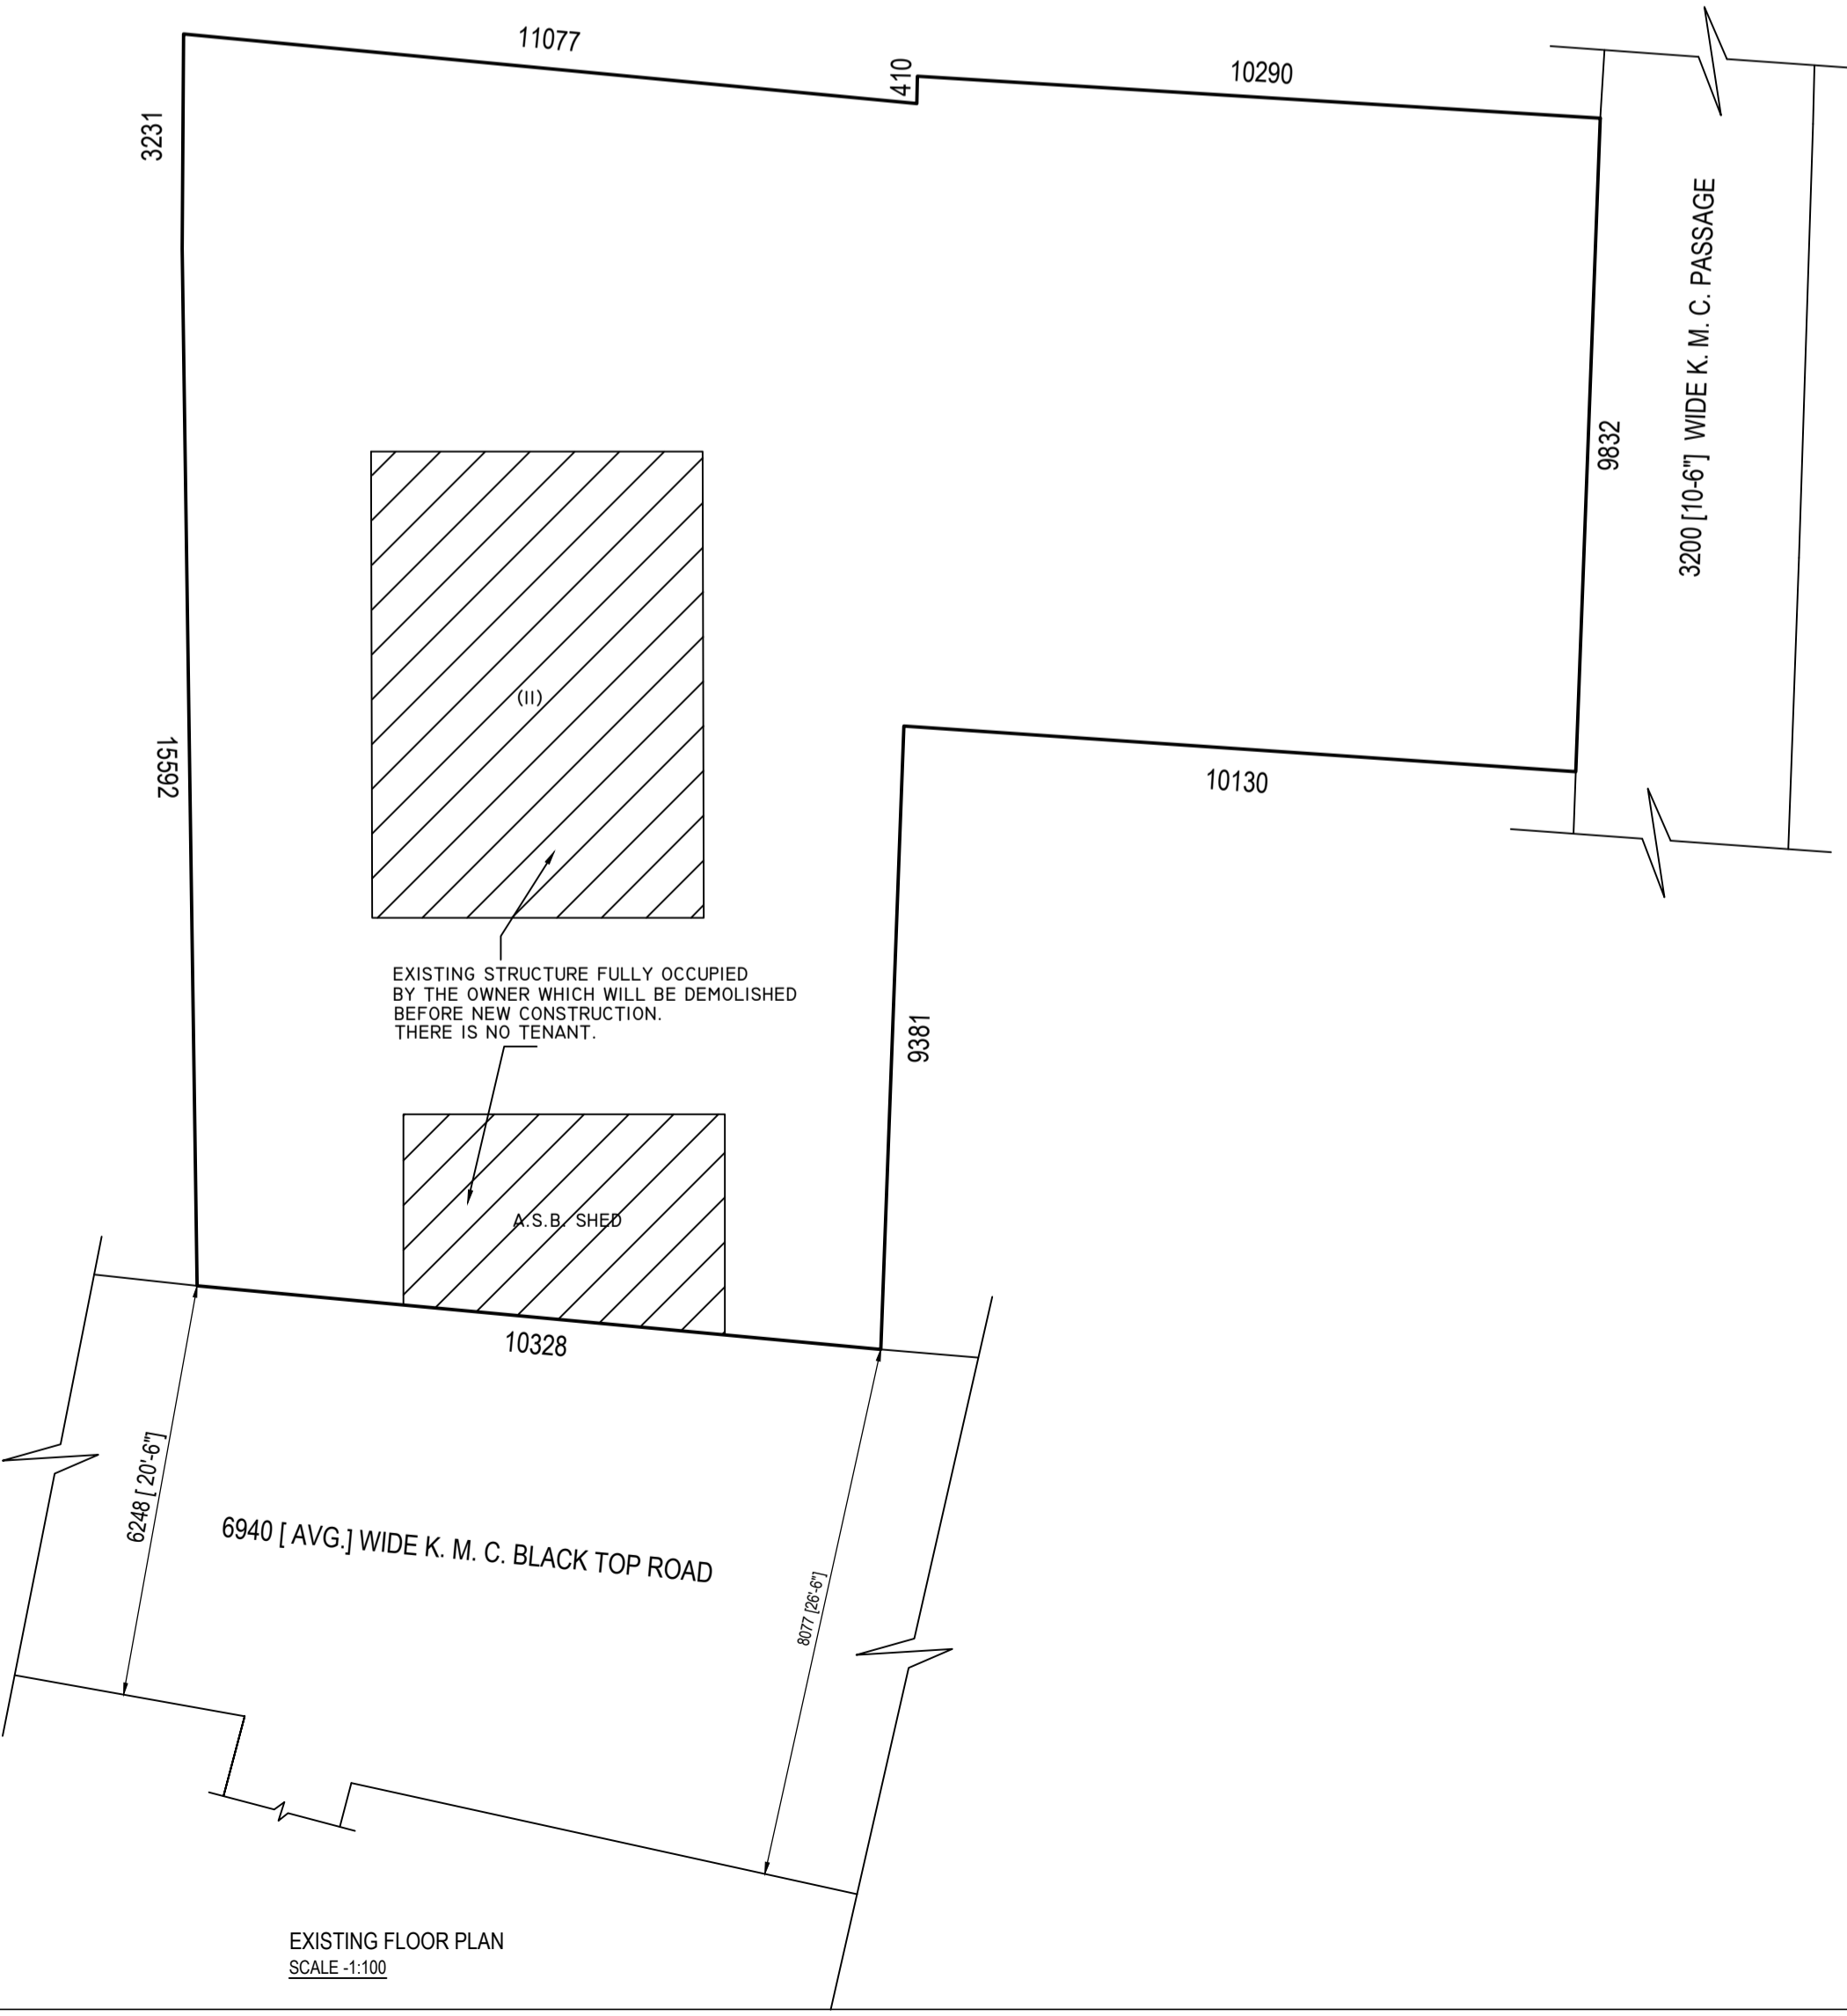 11077
410
10290
3231
3200 [10-6"] WIDE K. M. C. PASSAGE
9832
(II)
15592
10130
EXISTING STRUCTURE FULLY OCCUPIED
BY THE OWNER WHICH WILL BE DEMOLISHED
BEFORE NEW CONSTRUCTION.
THERE IS NO TENANT.
9381
A.S.B. SHED
10328
6248 [ 20'-6"]
6940 [ AVG.] WIDE K. M. C. BLACK TOP ROAD
8077 [26'-6"]
EXISTING FLOOR PLAN
SCALE -1:100